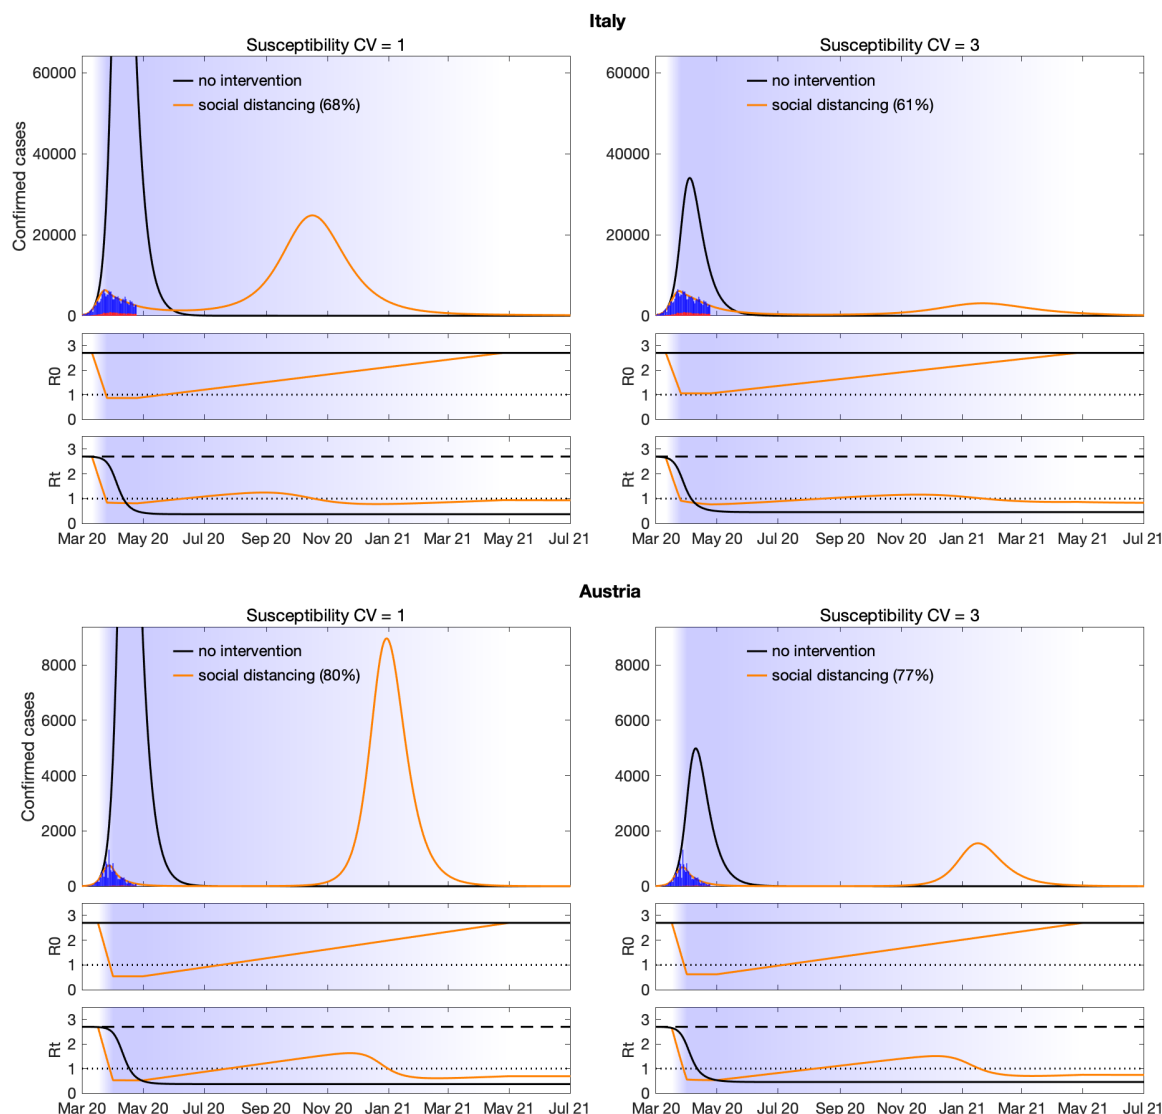 Italy
Susceptibility CV = 1
no intervention
social distancing (68%)
Confirmed cases
60000
40000
20000
0
R0
3
2
1
0
Rt
3
2
1
0
Mar 20 May 20 Jul 20 Sep 20 Nov 20 Jan 21 Mar 21 May 21 Jul 21
Susceptibility CV = 3
no intervention
social distancing (61%)
60000
40000
20000
0
R0
3
2
1
0
Rt
3
2
1
0
Mar 20 May 20 Jul 20 Sep 20 Nov 20 Jan 21 Mar 21 May 21 Jul 21
Austria
Susceptibility CV = 1
no intervention
social distancing (80%)
Confirmed cases
8000
6000
4000
2000
0
R0
3
2
1
0
Rt
3
2
1
0
Mar 20 May 20 Jul 20 Sep 20 Nov 20 Jan 21 Mar 21 May 21 Jul 21
Susceptibility CV = 3
no intervention
social distancing (77%)
8000
6000
4000
2000
0
R0
3
2
1
0
Rt
3
2
1
0
Mar 20 May 20 Jul 20 Sep 20 Nov 20 Jan 21 Mar 21 May 21 Jul 21